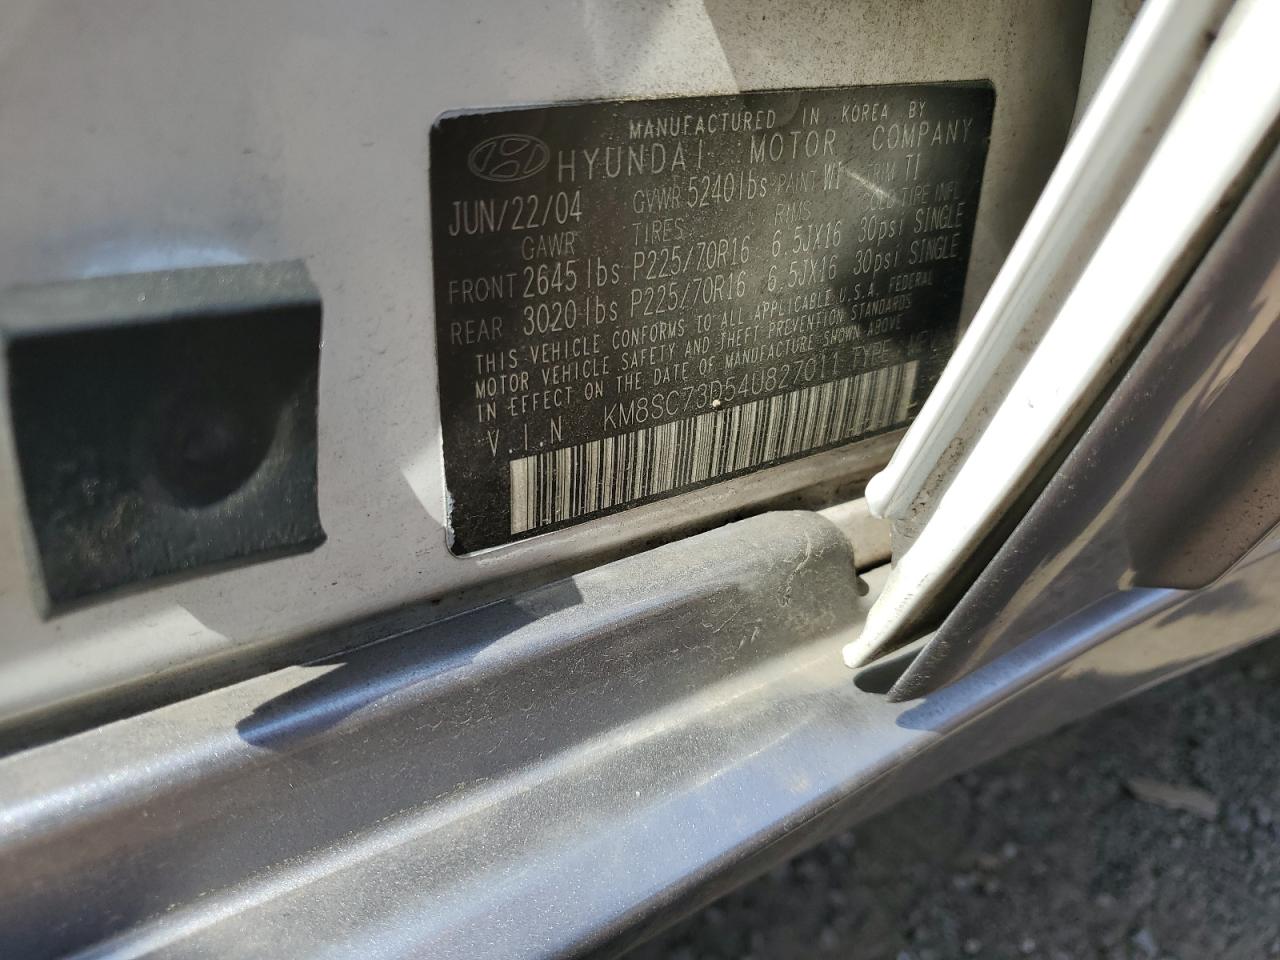 MANUFACTURED IN KOREA BY
HYUNDAI MOTOR COMPANY
JUN/22/04 GVWR 5240lbs PAINT WI TI
GAWR TIRES RIMS TIRE INFL
FRONT 2645lbs P225/70R16 6.5JX16 30psi SINGLE
REAR 3020lbs P225/70R16 6.5JX16 30psi SINGLE
THIS VEHICLE CONFORMS TO ALL APPLICABLE U.S.A. FEDERAL
MOTOR VEHICLE SAFETY AND THEFT PREVENTION STANDARDS
IN EFFECT ON THE DATE OF MANUFACTURE SHOWN ABOVE
V.I.N KM8SC73D54U827011 TYPE